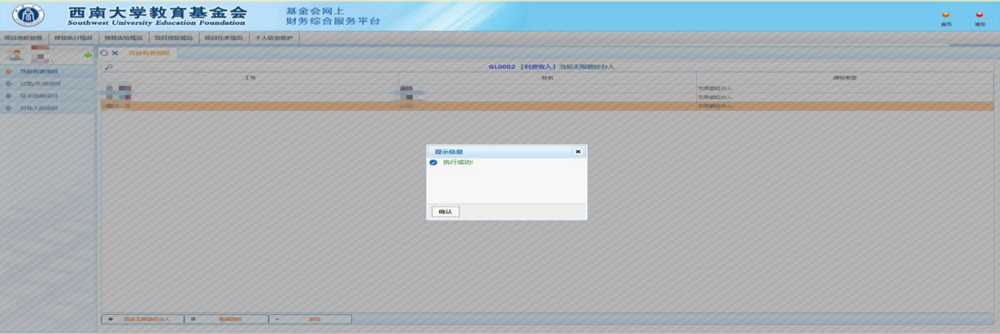 西南大学教育基金会
Southwest University Education Foundation
基金会网上
财务综合服务平台
首页 退出
项目授权管理 预算执行情况 预算冻结情况 项目用款情况 项目往来情况 个人信息维护
当前有效授权
当前有效授权
过期/失效授权
显示隐藏项目
对他人的授权
GL0002 【利息收入】当前无限额经办人
工号 姓名 授权类型
无限额经办人
无限额经办人
无限额经办人
提示信息
执行成功!
确认
添加无限额经办人 撤销授权 返回